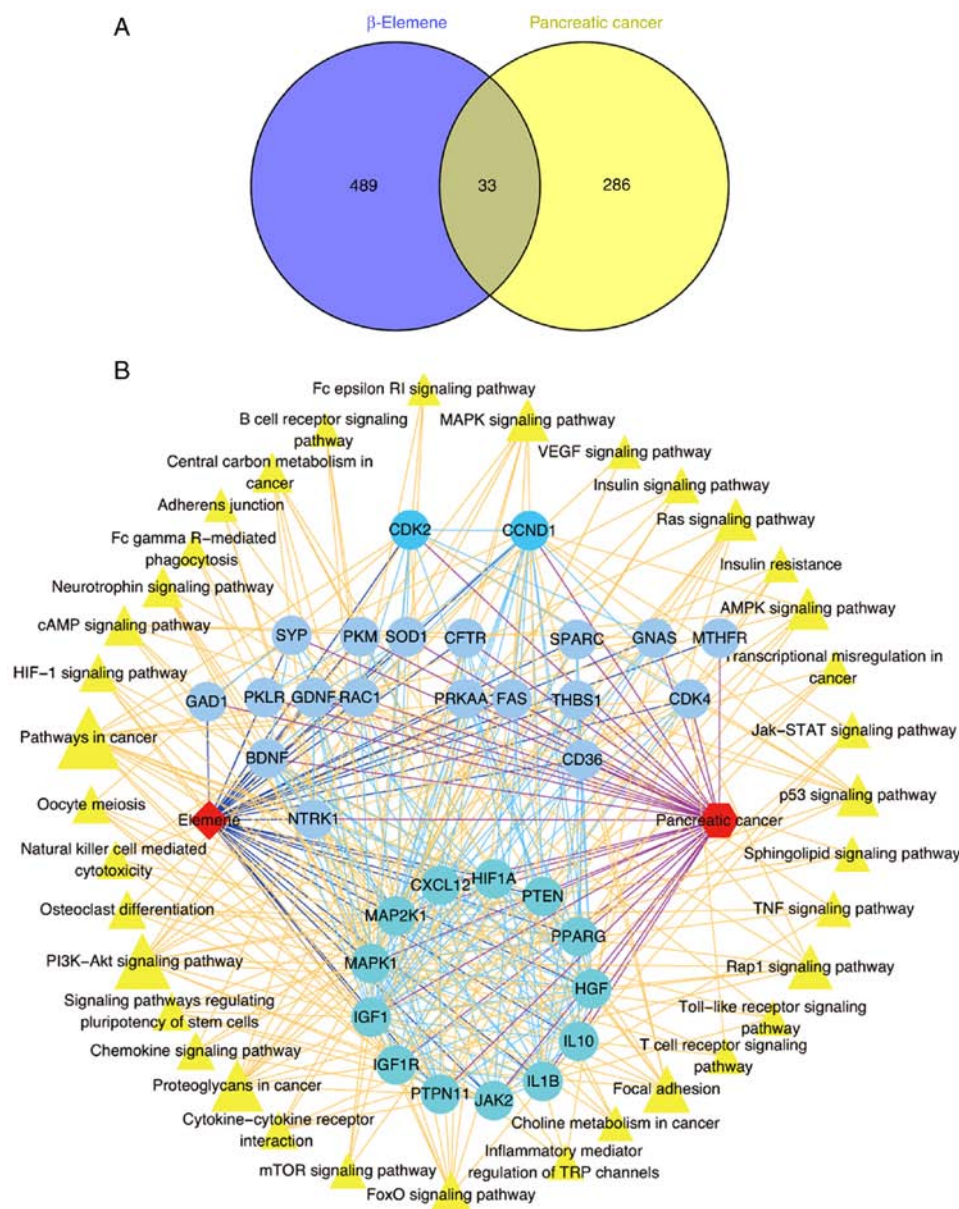 A
β-Elemene
Pancreatic cancer
489
33
286
B
Fc epsilon RI signaling pathway
B cell receptor signaling
pathway
MAPK signaling pathway
Central carbon metabolism in
cancer
VEGF signaling pathway
Adherens junction
Insulin signaling pathway
Fc gamma R-mediated
phagocytosis
Ras signaling pathway
Neurotrophin signaling pathway
Insulin resistance
cAMP signaling pathway
AMPK signaling pathway
HIF-1 signaling pathway
Transcriptional misregulation in
cancer
Pathways in cancer
Jak-STAT signaling pathway
Oocyte meiosis
p53 signaling pathway
Natural killer cell mediated
cytotoxicity
Sphingolipid signaling pathway
Osteoclast differentiation
TNF signaling pathway
PI3K-Akt signaling pathway
Rap1 signaling pathway
Signaling pathways regulating
pluripotency of stem cells
Toll-like receptor signaling
pathway
Chemokine signaling pathway
T cell receptor signaling
pathway
Proteoglycans in cancer
Focal adhesion
Cytokine-cytokine receptor
interaction
Choline metabolism in cancer
mTOR signaling pathway
Inflammatory mediator
regulation of TRP channels
FoxO signaling pathway
CDK2
CCND1
SYP
PKM
SOD1
CFTR
SPARC
GNAS
MTHFR
GAD1
PKLR
GDNF
RAC1
PRKAA
FAS
THBS1
CDK4
BDNF
CD36
Elemene
NTRK1
Pancreatic cancer
CXCL12
HIF1A
PTEN
MAP2K1
PPARG
MAPK1
HGF
IGF1
IL10
IGF1R
IL1B
PTPN11
JAK2